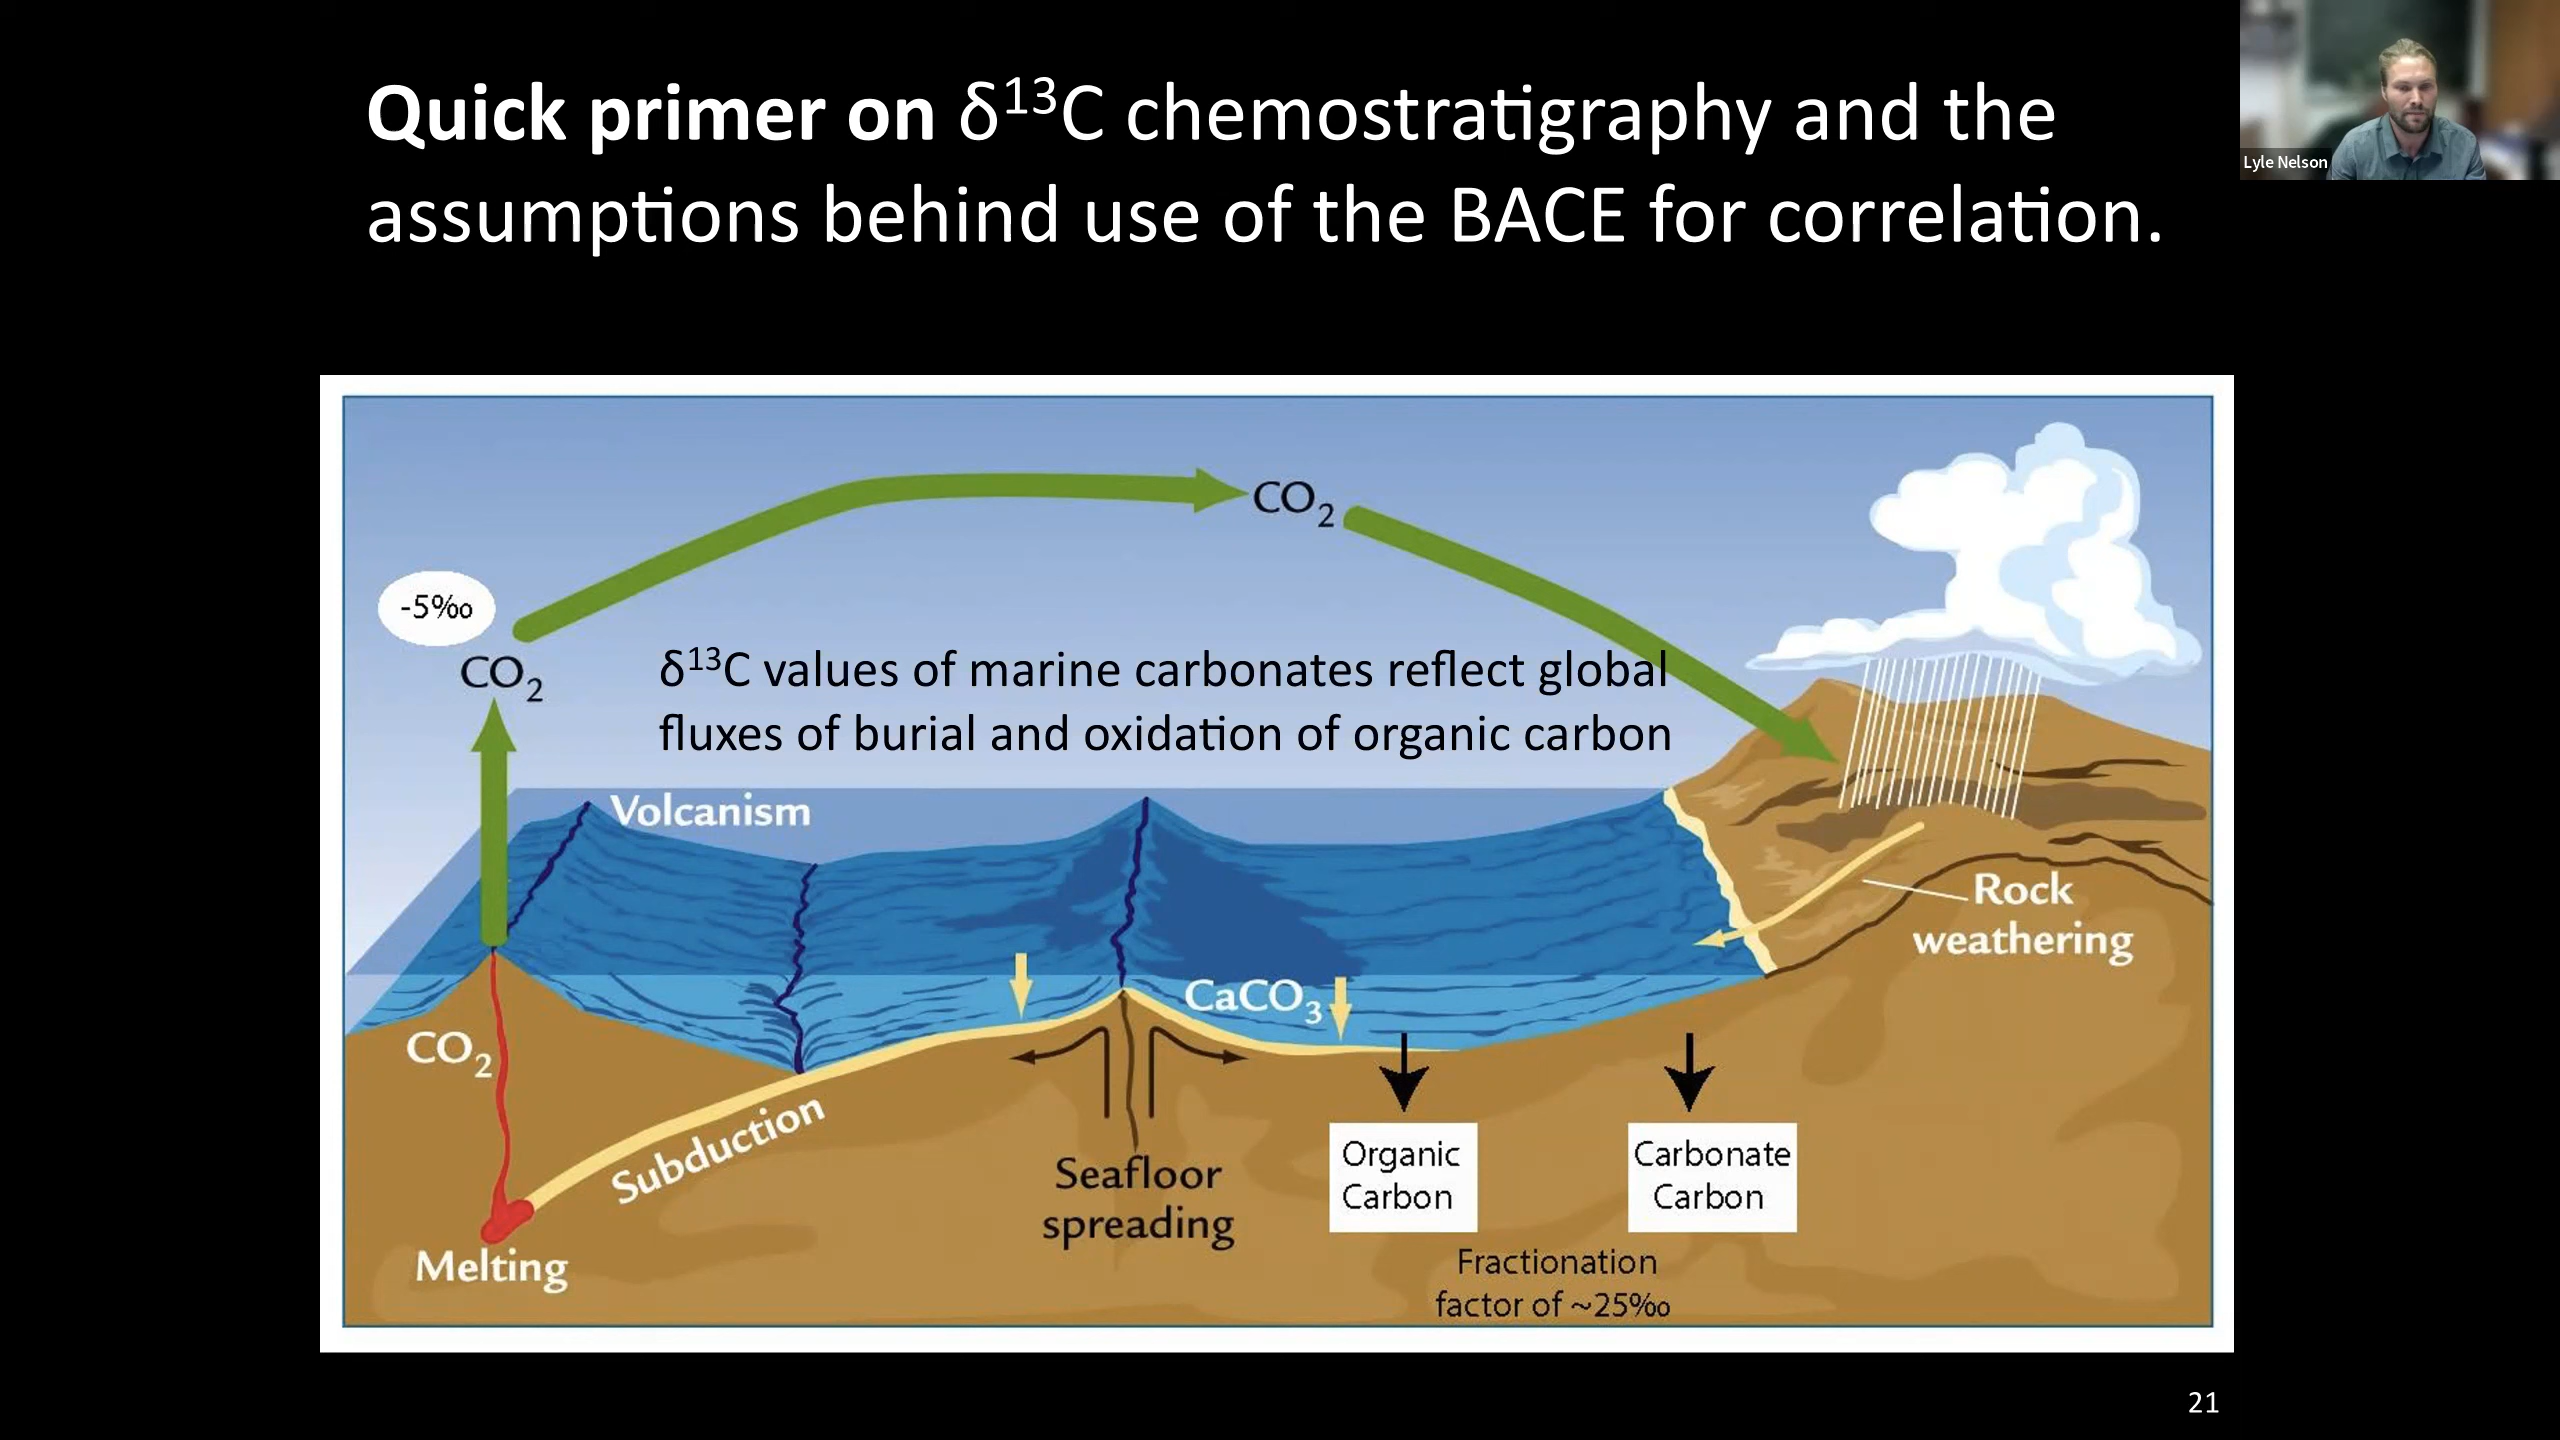 Quick primer on δ¹³C chemostratigraphy and the
assumptions behind use of the BACE for correlation.
Lyle Nelson
CO₂
-5‰
CO₂
δ¹³C values of marine carbonates reflect global
fluxes of burial and oxidation of organic carbon
Volcanism
Rock
weathering
CaCO₃
CO₂
Subduction
Seafloor
spreading
Organic
Carbon
Carbonate
Carbon
Melting
Fractionation
factor of ~25‰
21